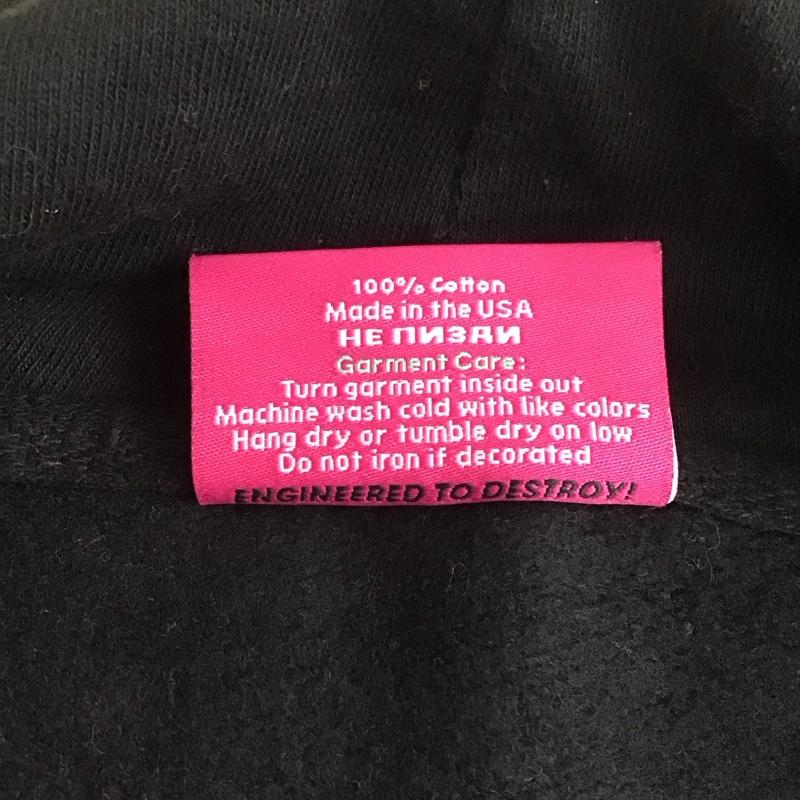 100% Cotton
Made in the USA
НЕ ПИЗДИ
Garment Care:
Turn garment inside out
Machine wash cold with like colors
Hang dry or tumble dry on low
Do not iron if decorated
ENGINEERED TO DESTROY!